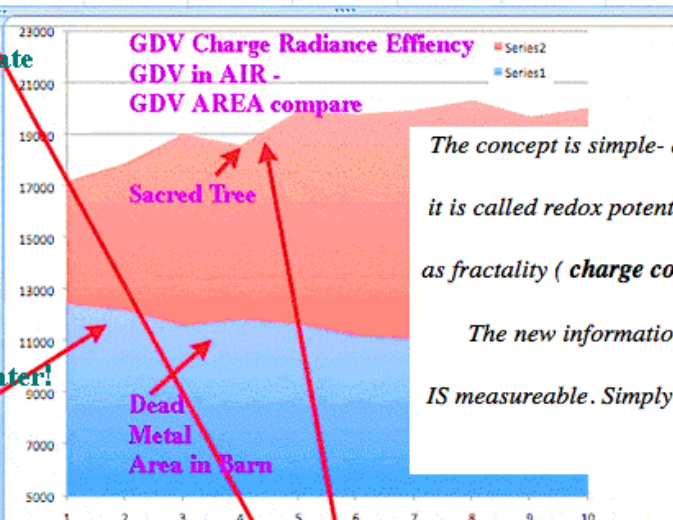 23000
GDV Charge Radiance Effiency
Series2
ate
GDV in AIR -
Series1
21000
GDV AREA compare
19000
The concept is simple-
17000
Sacred Tree
it is called redox potent
15000
as fractality ( charge co
13000
The new informatio
11000
ater!
IS measureable. Simply
9000
Dead
Metal
7000
Area in Barn
5000
1 2 3 4 5 6 7 8 9 10